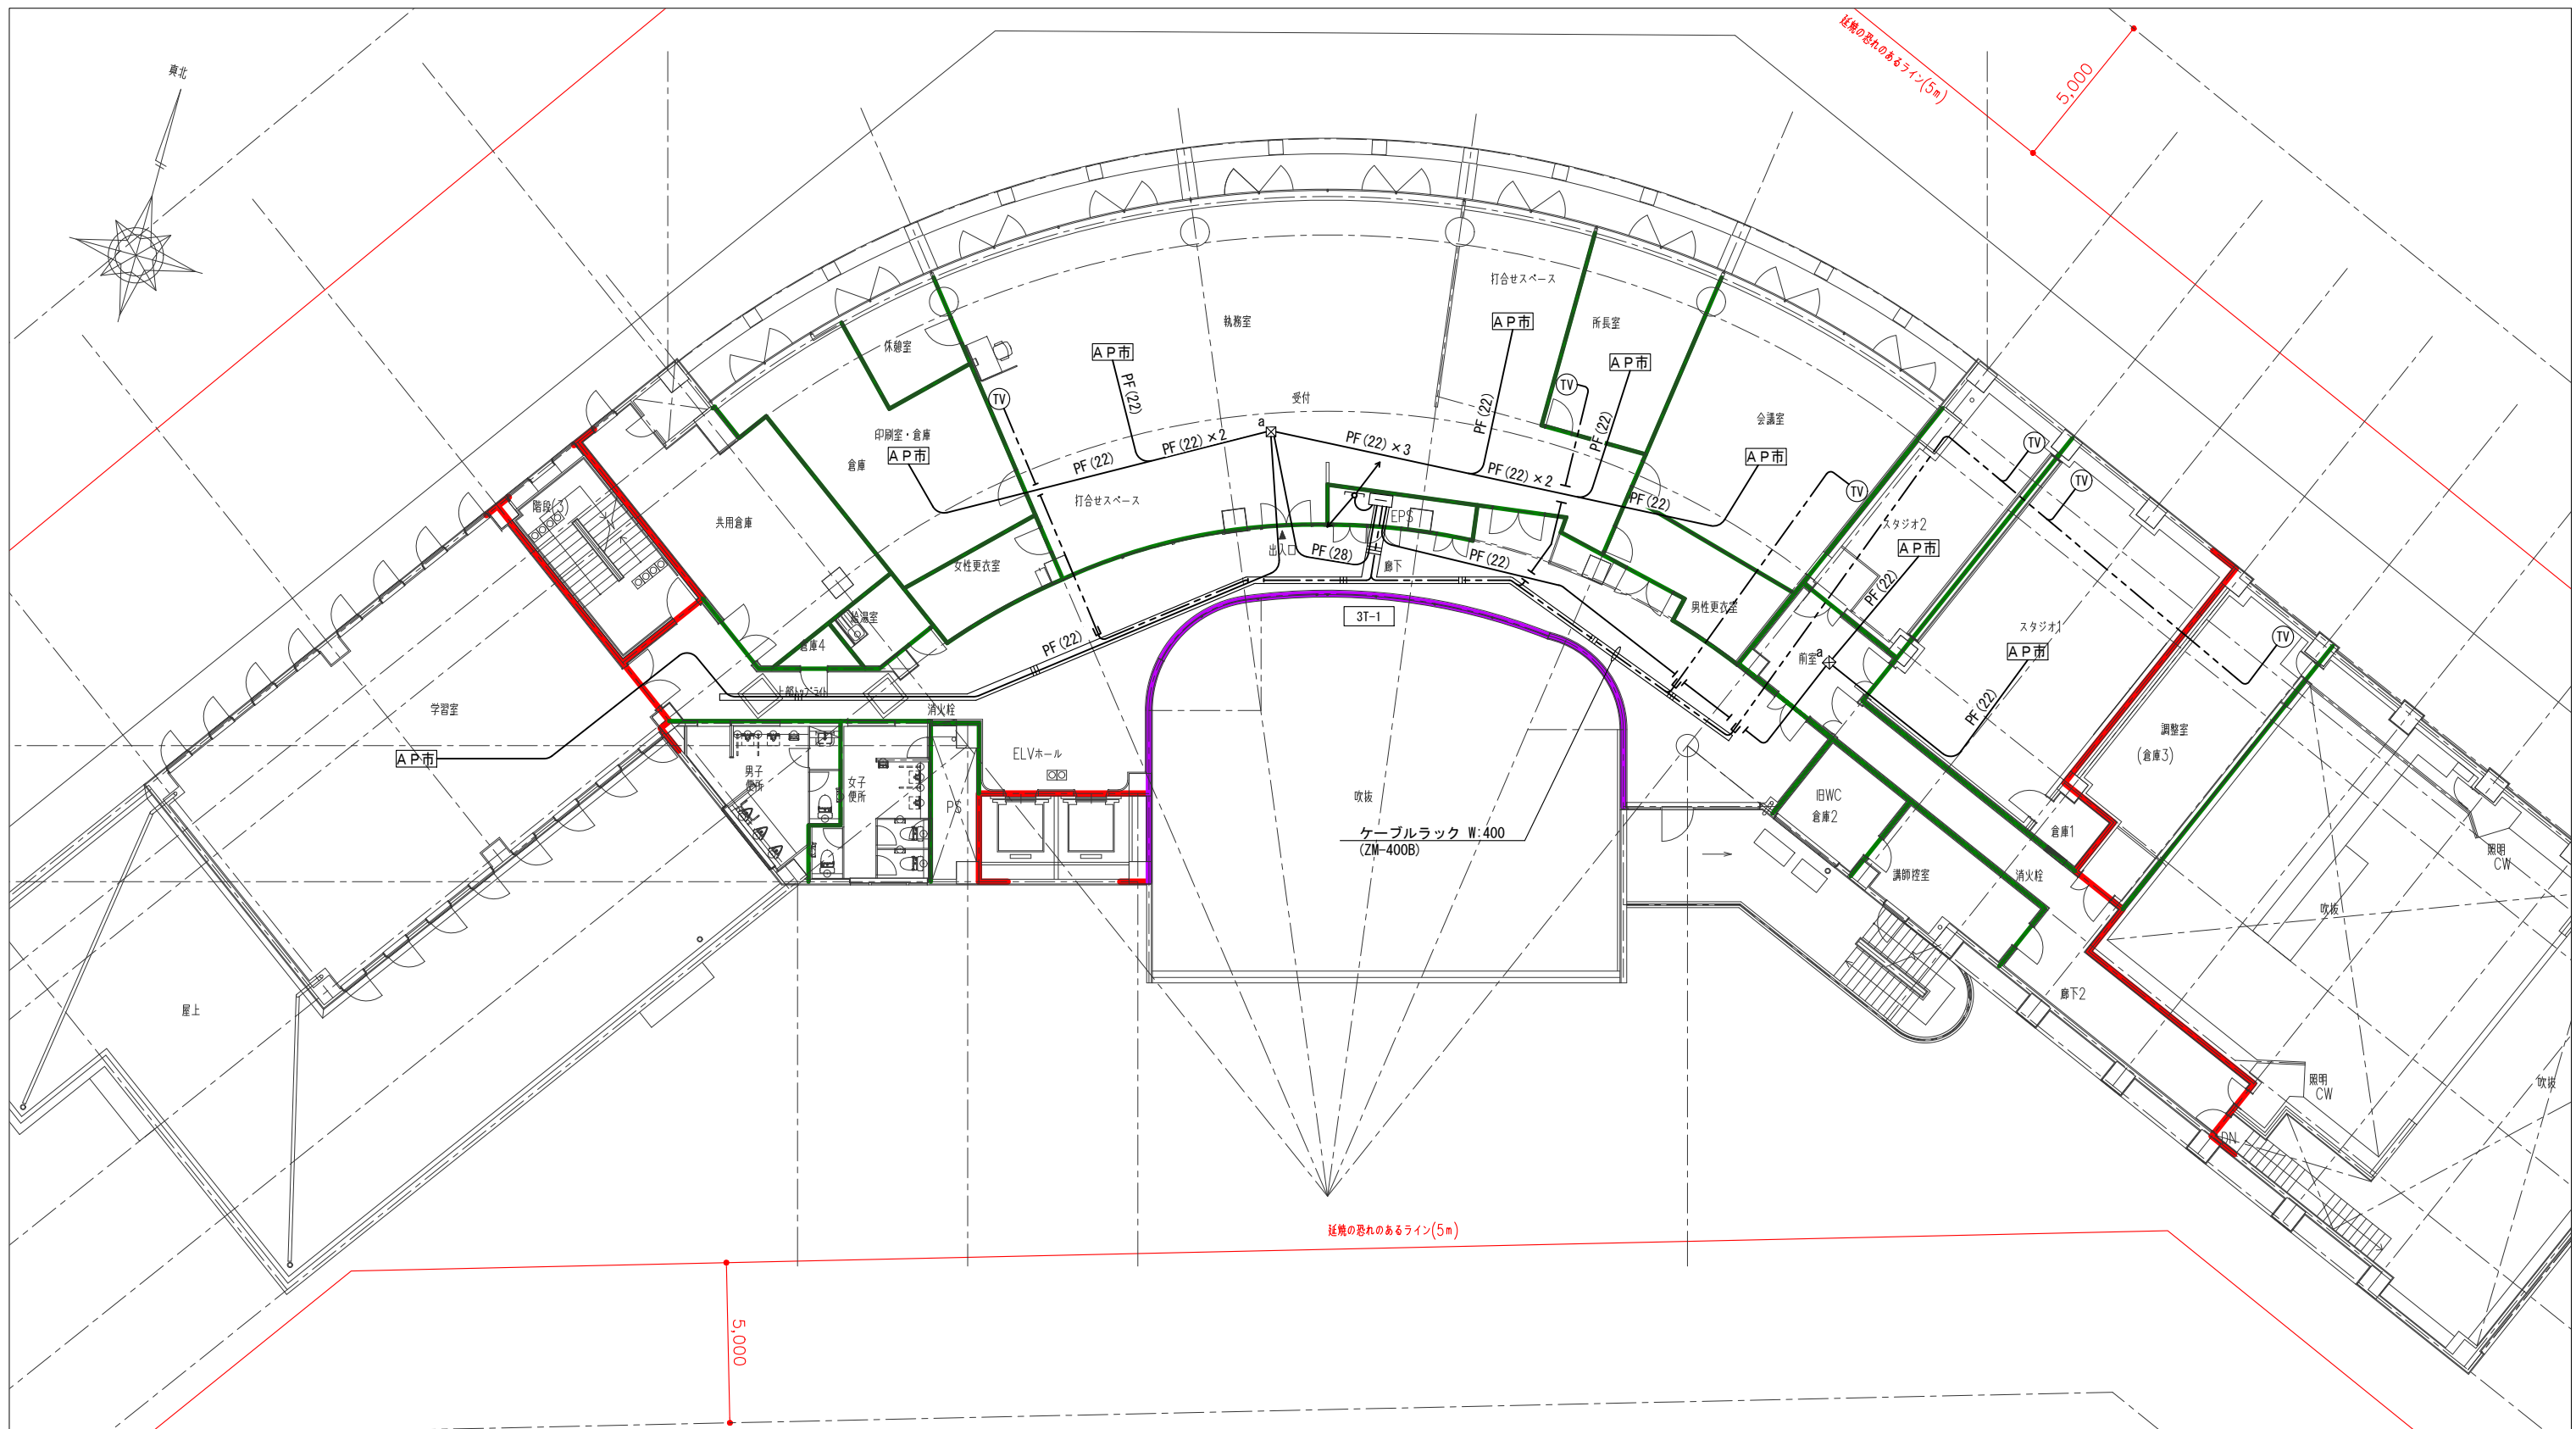 真北
延焼の恐れのあるライン(5m)
5,000
打合せスペース
執務室
所長室
AP市
AP市
AP市
休憩室
PF(22)
TV
TV
受付
PF(22)
PF(22)
会議室
a
印刷室・倉庫
AP市
倉庫
PF(22)
PF(22)×2
PF(22)×3
PF(22)×2
PF(22)
AP市
TV
TV
TV
階段(3)
共用倉庫
打合せスペース
EPS
出入口
PF(28)
PF(22)
廊下
スタジオ2
AP市
女性更衣室
PF(22)
給湯室
倉庫4
3T-1
男性更衣室
スタジオ1
AP市
TV
PF(22)
前室
a
PF(22)
上部トップライト
消火栓
学習室
AP市
ELVホール
男子
便所
女子
便所
PS
吹抜
ケーブルラック W:400
(ZM-400B)
調整室
(倉庫3)
旧WC
倉庫2
倉庫1
講師控室
消火栓
照明
CW
吹抜
屋上
廊下2
照明
CW
吹抜
DN
延焼の恐れのあるライン(5m)
5,000